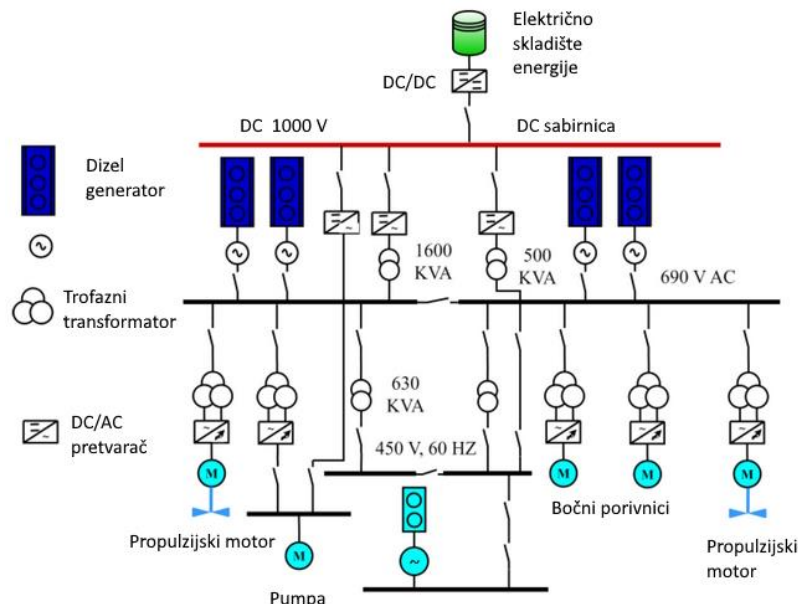 Električno
skladište
energije
DC/DC
DC 1000 V
DC sabirnica
Dizel
generator
1600
KVA
500
KVA
690 V AC
Trofazni
transformator
630
KVA
DC/AC
pretvarač
450 V, 60 HZ
M
M
M
M
Bočni porivnici
Propulzijski motor
M
Propulzijski
motor
Pumpa